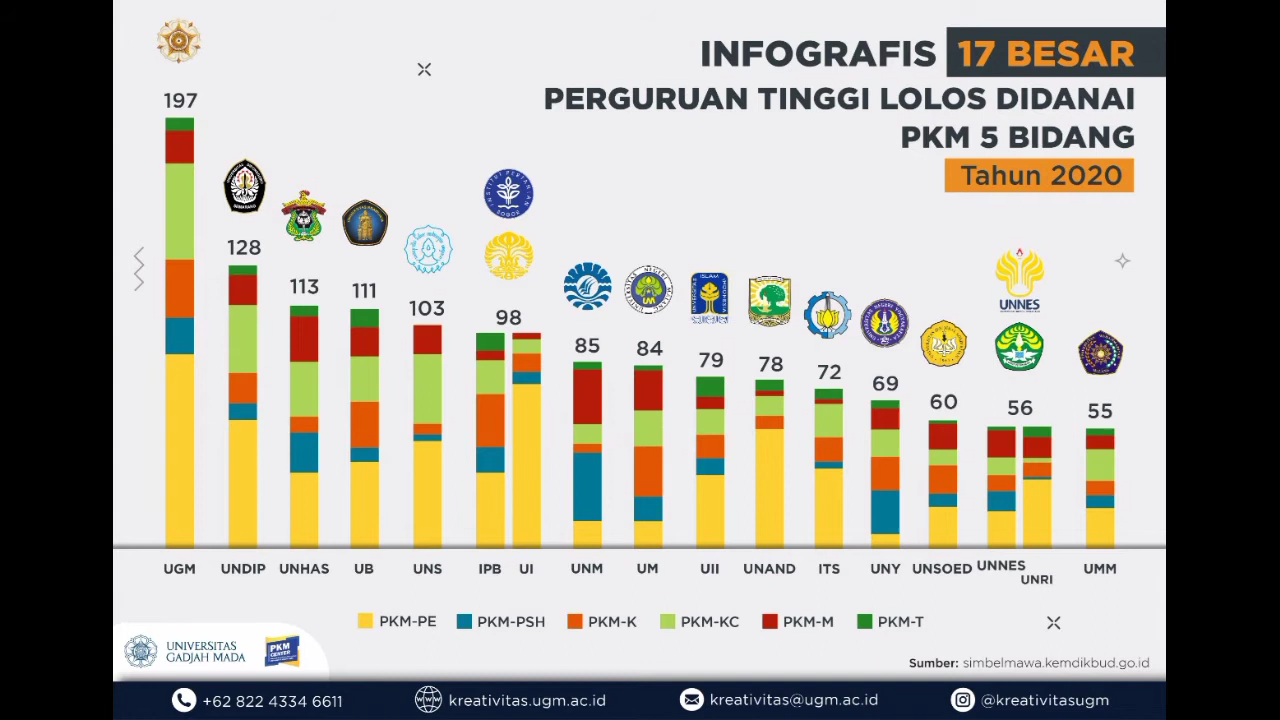 INFOGRAFIS 17 BESAR
PERGURUAN TINGGI LOLOS DIDANAI
PKM 5 BIDANG
Tahun 2020
197
128
113
111
103
98
85
84
79
78
72
69
60
56
55
UNNES
UGM UNDIP UNHAS UB UNS IPB UI UNM UM UII UNAND ITS UNY UNSOED UNNES UNRI UMM
PKM-PE PKM-PSH PKM-K PKM-KC PKM-M PKM-T
UNIVERSITAS
GADJAH MADA
PKM
CENTER
Sumber: simbelmawa.kemdikbud.go.id
+62 822 4334 6611 kreativitas.ugm.ac.id kreativitas@ugm.ac.id @kreativitasugm